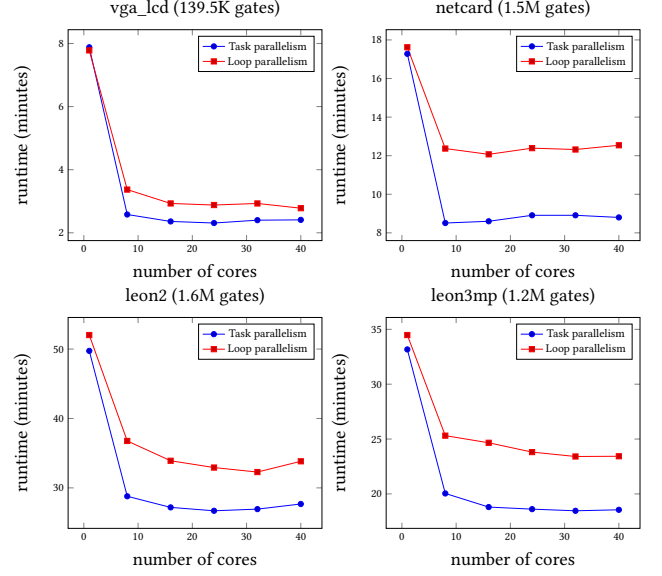 vga_lcd (139.5K gates)
8
6
4
2
0
10
20
30
40
runtime (minutes)
number of cores
Task parallelism
Loop parallelism
netcard (1.5M gates)
18
16
14
12
10
8
0
10
20
30
40
runtime (minutes)
number of cores
Task parallelism
Loop parallelism
leon2 (1.6M gates)
50
40
30
0
10
20
30
40
runtime (minutes)
number of cores
Task parallelism
Loop parallelism
leon3mp (1.2M gates)
35
30
25
20
0
10
20
30
40
runtime (minutes)
number of cores
Task parallelism
Loop parallelism